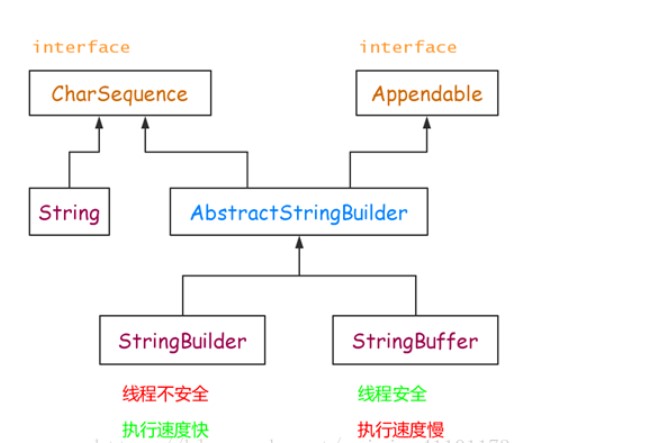 interface interface
CharSequence Appendable
String AbstractStringBuilder
StringBuilder StringBuffer
线程不安全 线程安全
执行速度快 执行速度慢